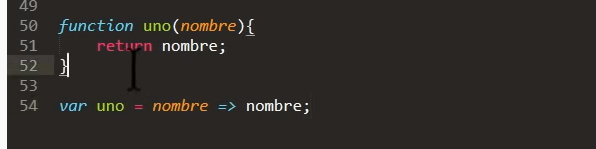 49
50 function uno(nombre){
51 return nombre;
52 }
53
54 var uno = nombre => nombre;